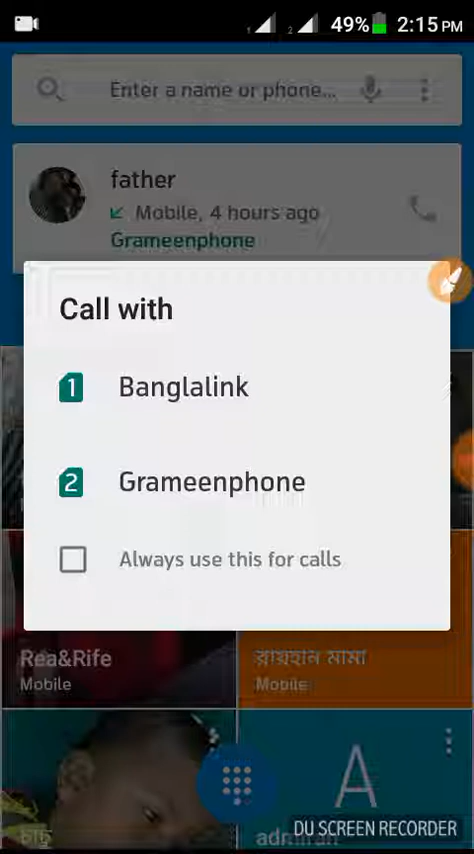 49% 2:15 PM
Enter a name or phone...
father
Mobile, 4 hours ago
Grameenphone
Call with
1 Banglalink
2 Grameenphone
Always use this for calls
Rea&Rife
Mobile
রায়হান মামা
Mobile
A
DU SCREEN RECORDER